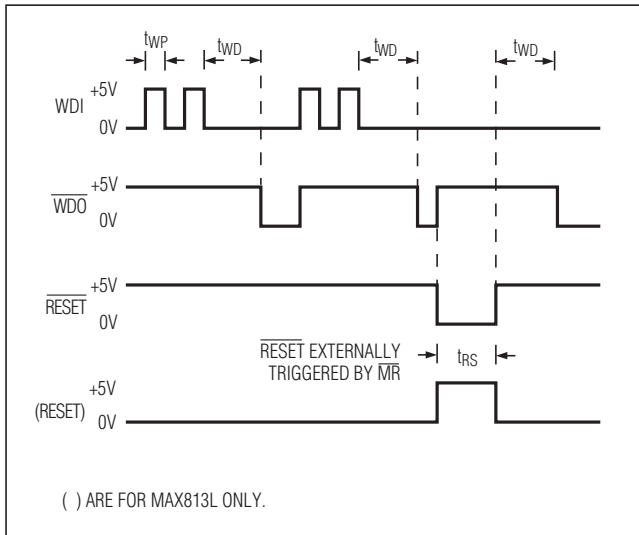 tWP
tWD
tWD
tWD
WDI
+5V
0V
WDO
+5V
0V
RESET
+5V
0V
RESET EXTERNALLY
TRIGGERED BY MR
tRS
(RESET)
+5V
0V
( ) ARE FOR MAX813L ONLY.